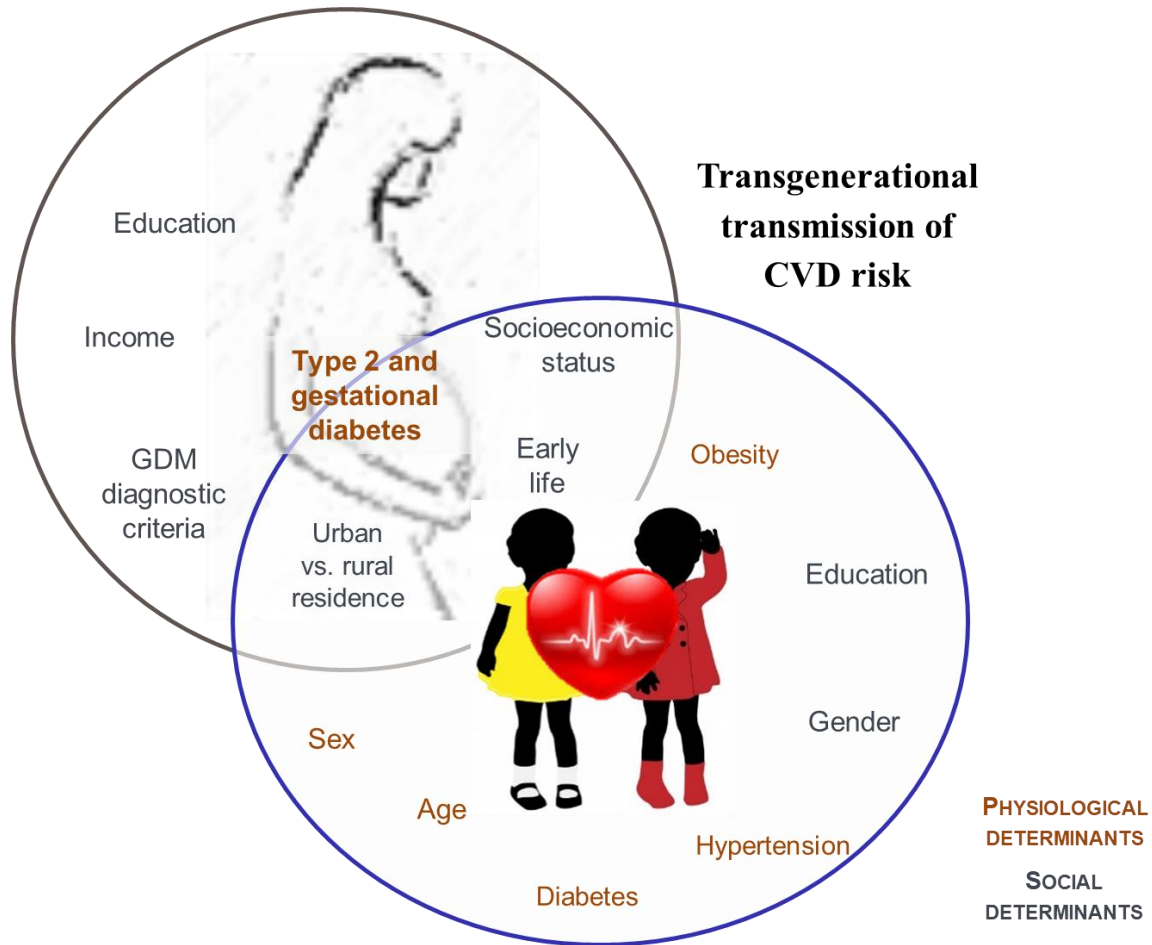 Transgenerational
transmission of
CVD risk
Education
Income
GDM
diagnostic
criteria
Type 2 and
gestational
diabetes
Socioeconomic
status
Early
life
Urban
vs. rural
residence
Obesity
Education
Gender
Sex
Age
Hypertension
Diabetes
PHYSIOLOGICAL
DETERMINANTS
SOCIAL
DETERMINANTS